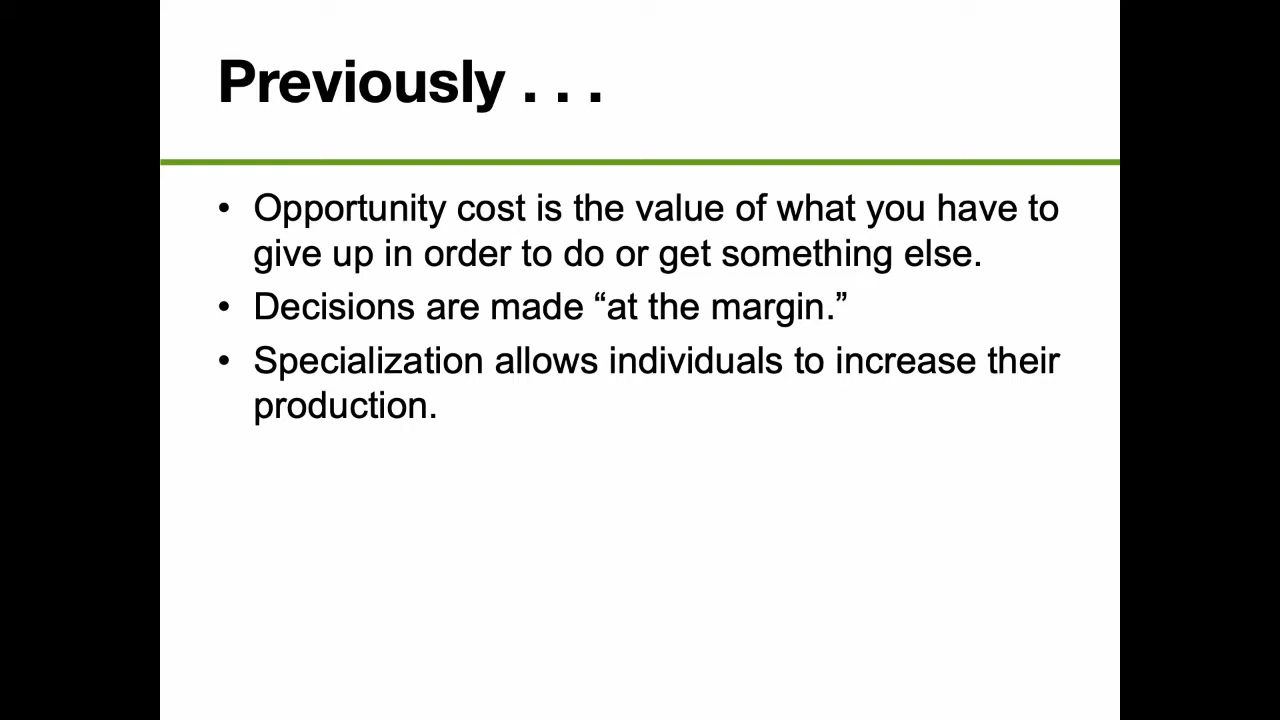 Previously . . .
• Opportunity cost is the value of what you have to
give up in order to do or get something else.
• Decisions are made “at the margin.”
• Specialization allows individuals to increase their
production.